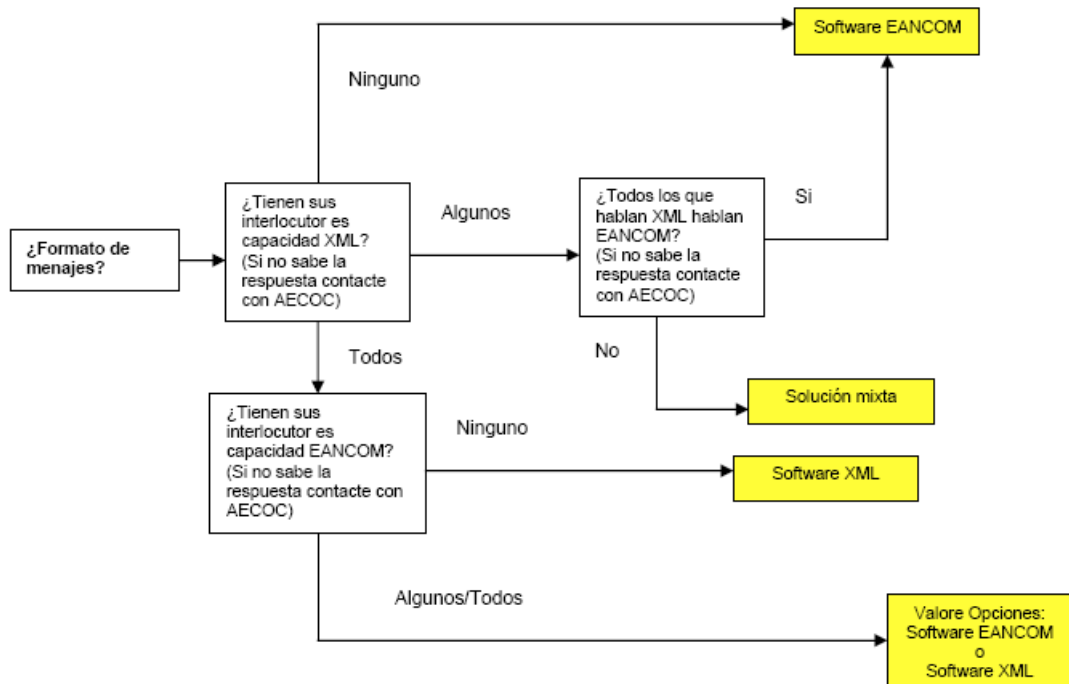 Software EANCOM
Ninguno
¿Tienen sus
interlocutor es
capacidad XML?
(Si no sabe la
respuesta contacte
con AECOC)
Algunos
¿Todos los que
hablan XML hablan
EANCOM?
(Si no sabe la
respuesta contacte
con AECOC)
Si
¿Formato de
menajes?
Todos
No
Solución mixta
¿Tienen sus
interlocutor es
capacidad EANCOM?
(Si no sabe la
respuesta contacte con
AECOC)
Ninguno
Software XML
Algunos/Todos
Valore Opciones:
Software EANCOM
o
Software XML